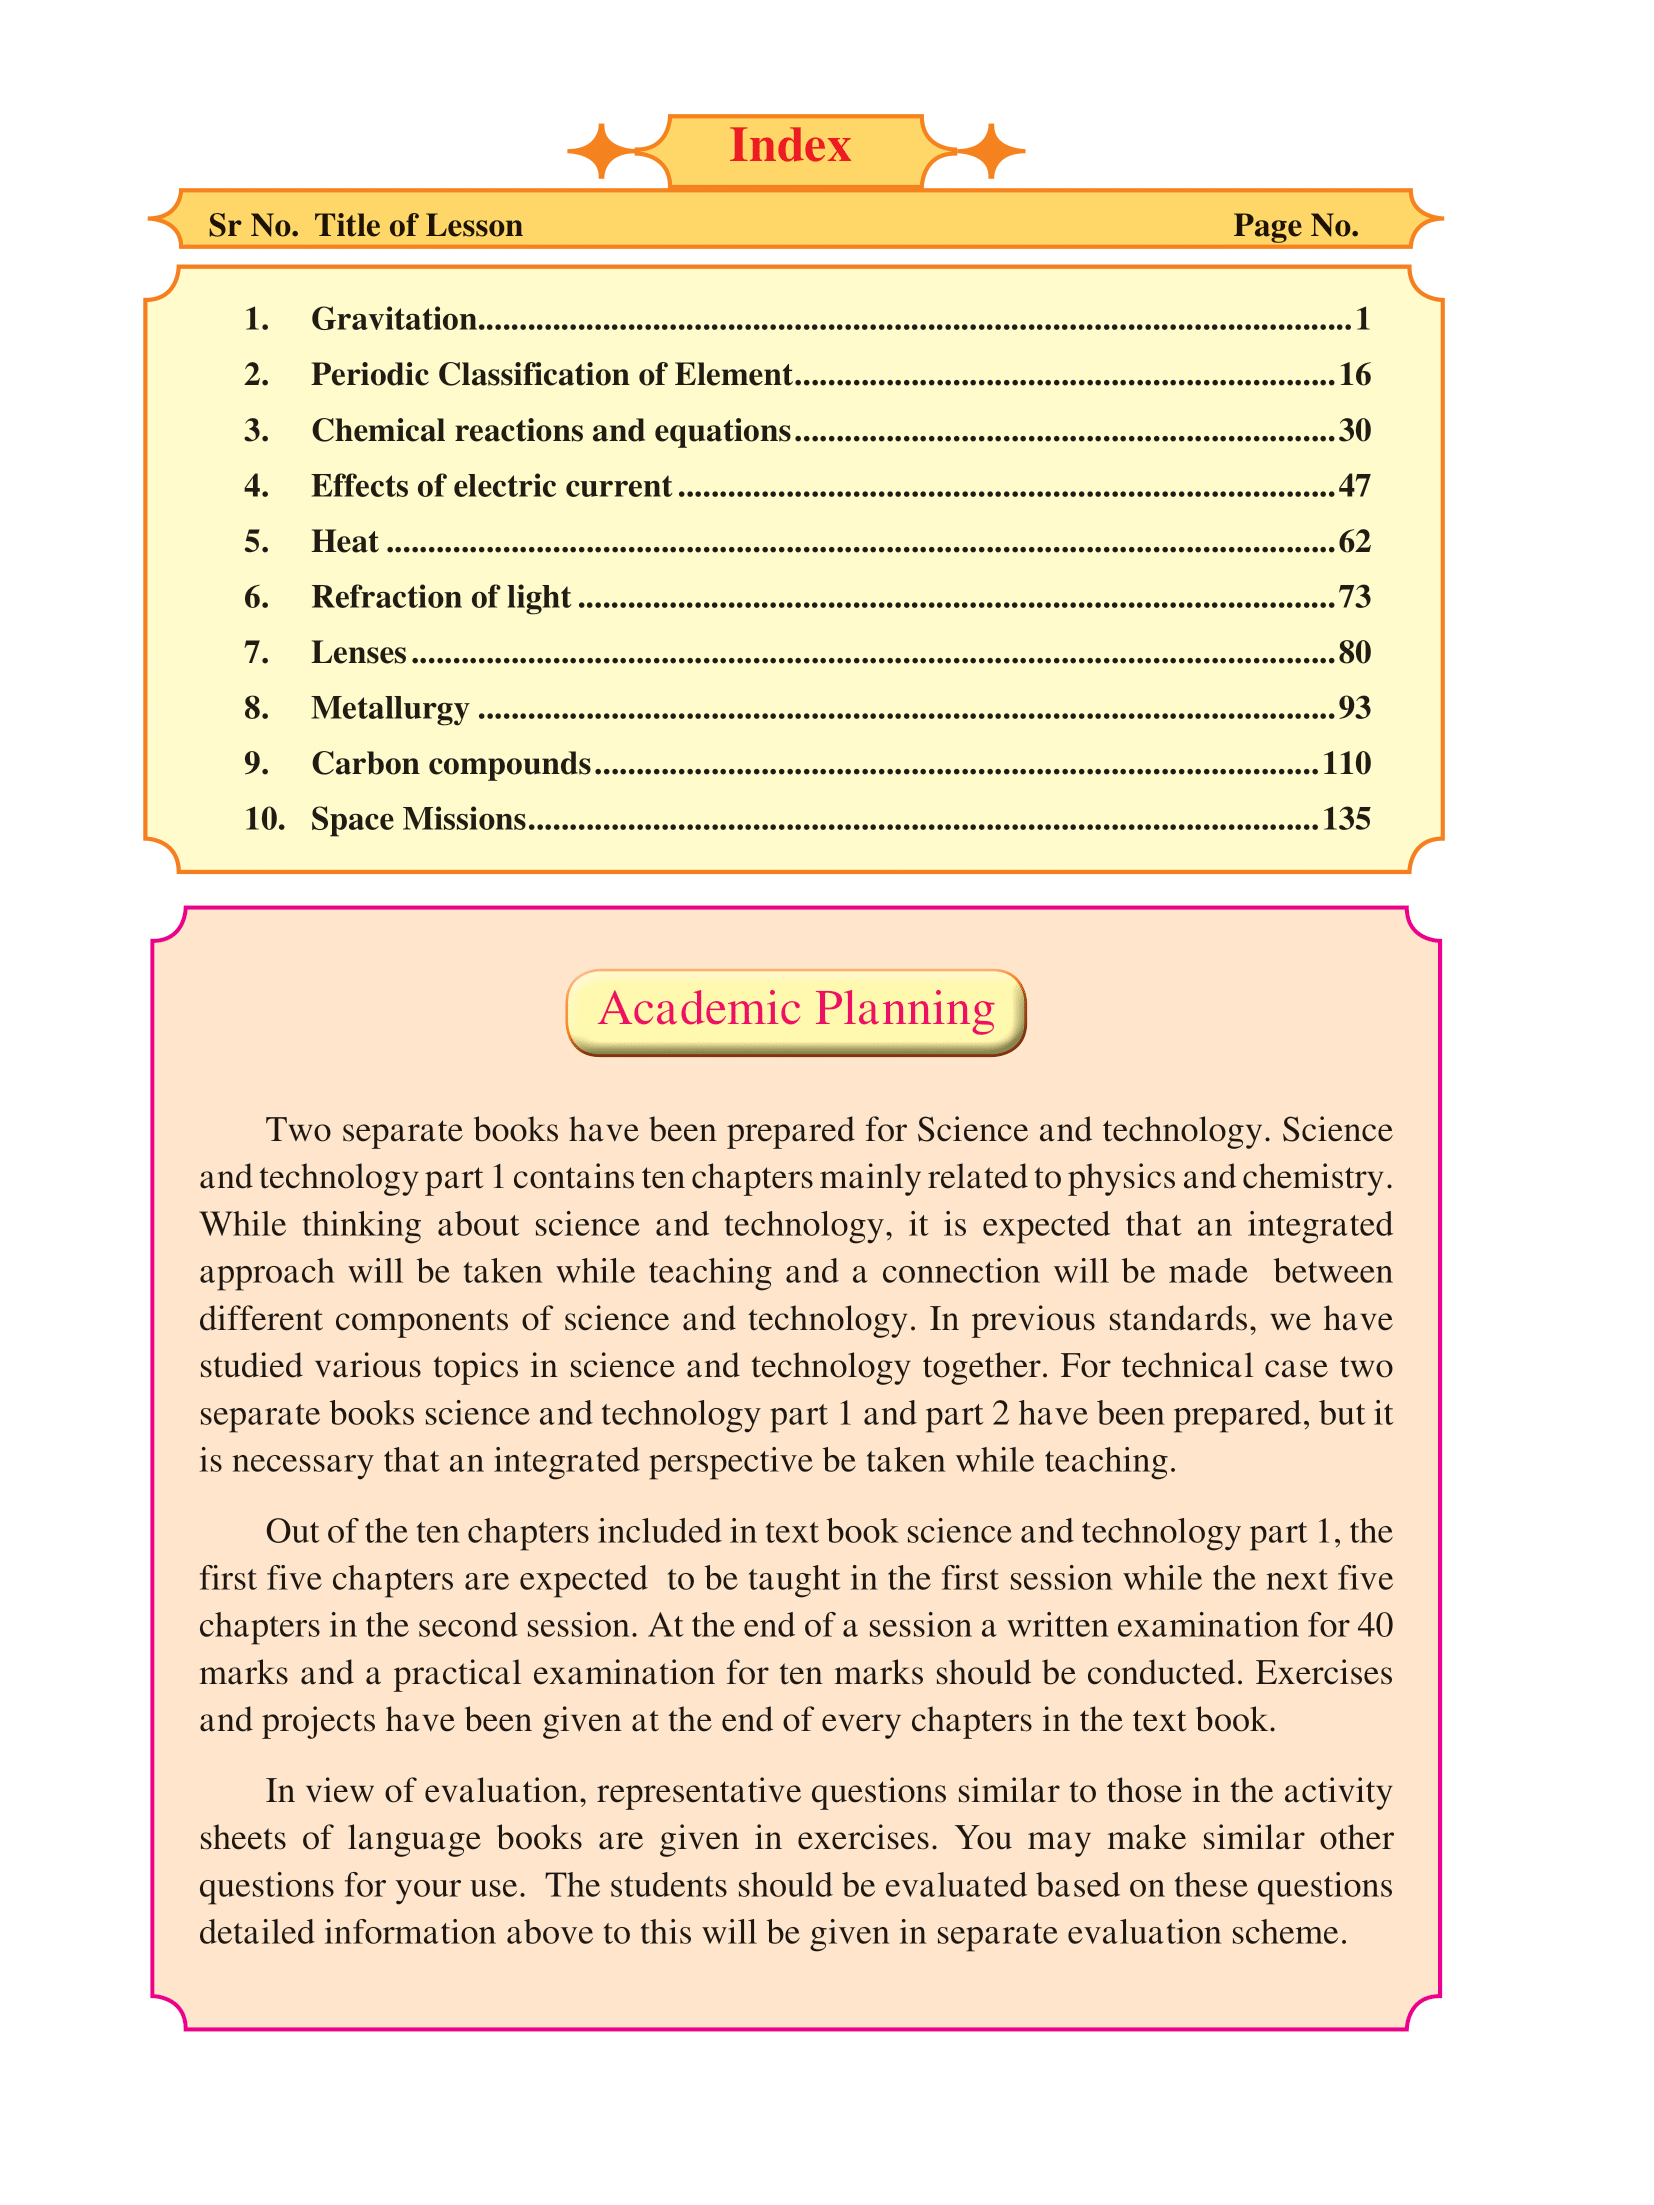 Index
Sr No. Title of Lesson Page No.
1. Gravitation.........................................................................................................1
2. Periodic Classification of Element.................................................................16
3. Chemical reactions and equations.................................................................30
4. Effects of electric current ...............................................................................47
5. Heat ..................................................................................................................62
6. Refraction of light ...........................................................................................73
7. Lenses...............................................................................................................80
8. Metallurgy .......................................................................................................93
9. Carbon compounds.......................................................................................110
10. Space Missions...............................................................................................135
Academic Planning
Two separate books have been prepared for Science and technology. Science
and technology part 1 contains ten chapters mainly related to physics and chemistry.
While thinking about science and technology, it is expected that an integrated
approach will be taken while teaching and a connection will be made between
different components of science and technology. In previous standards, we have
studied various topics in science and technology together. For technical case two
separate books science and technology part 1 and part 2 have been prepared, but it
is necessary that an integrated perspective be taken while teaching.
Out of the ten chapters included in text book science and technology part 1, the
first five chapters are expected to be taught in the first session while the next five
chapters in the second session. At the end of a session a written examination for 40
marks and a practical examination for ten marks should be conducted. Exercises
and projects have been given at the end of every chapters in the text book.
In view of evaluation, representative questions similar to those in the activity
sheets of language books are given in exercises. You may make similar other
questions for your use. The students should be evaluated based on these questions
detailed information above to this will be given in separate evaluation scheme.